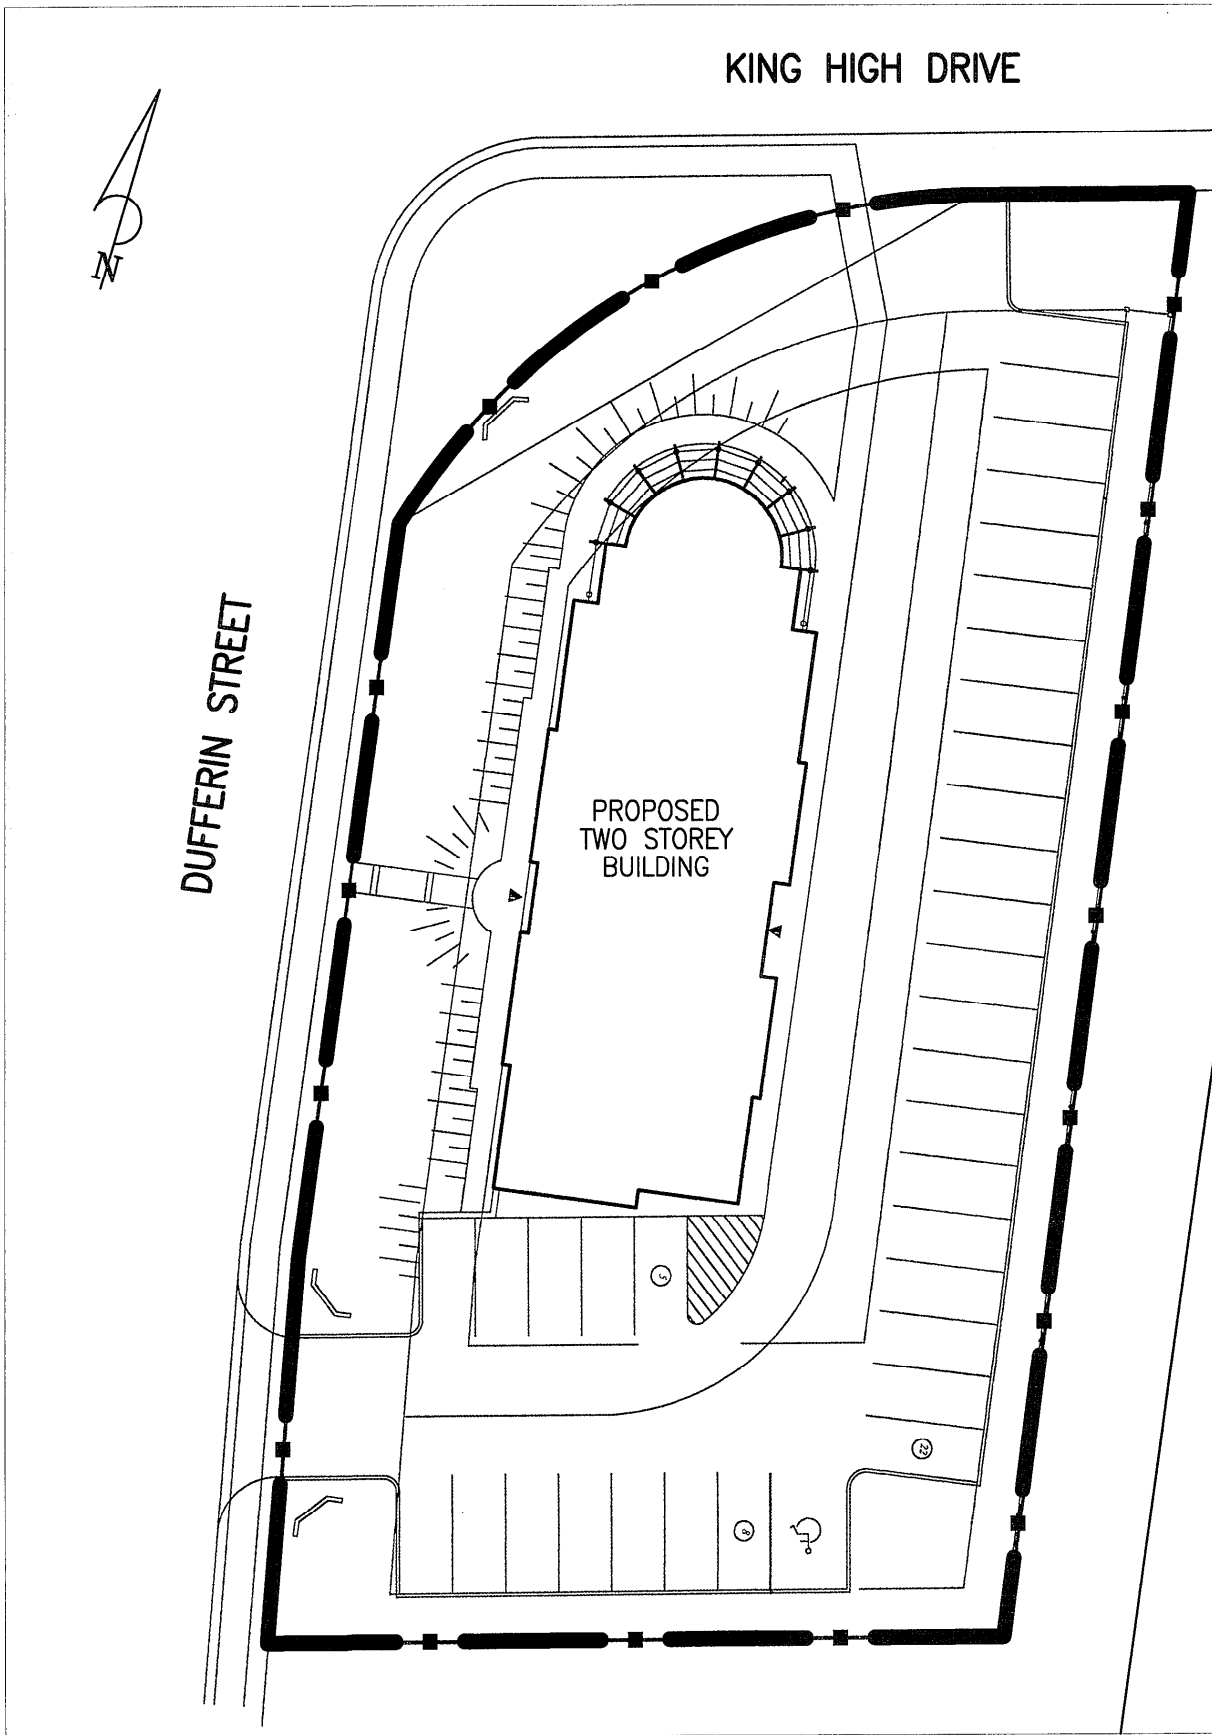 KING HIGH DRIVE
N
DUFFERIN STREET
PROPOSED
TWO STOREY
BUILDING
5
22
8